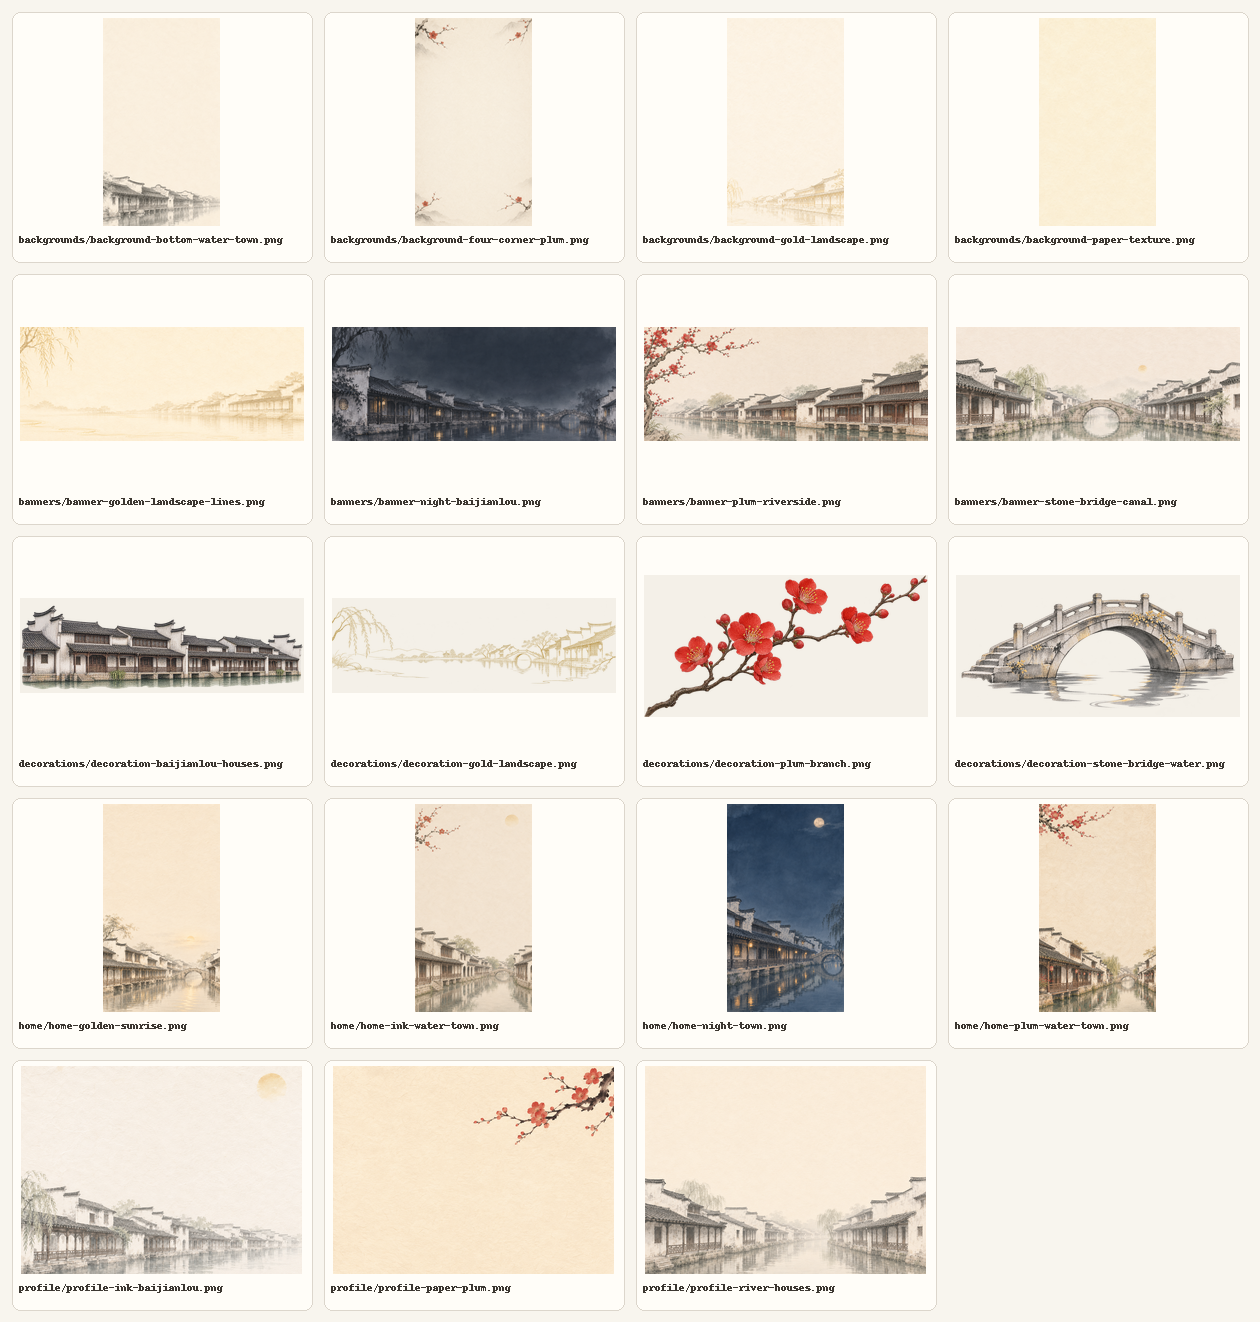 backgrounds/background-bottom-water-town.png
backgrounds/background-four-corner-plum.png
backgrounds/background-gold-landscape.png
backgrounds/background-paper-texture.png
banners/banner-golden-landscape-lines.png
banners/banner-night-baijianlou.png
banners/banner-plum-riverside.png
banners/banner-stone-bridge-canal.png
decorations/decoration-baijianlou-houses.png
decorations/decoration-gold-landscape.png
decorations/decoration-plum-branch.png
decorations/decoration-stone-bridge-water.png
home/home-golden-sunrise.png
home/home-ink-water-town.png
home/home-night-town.png
home/home-plum-water-town.png
profile/profile-ink-baijianlou.png
profile/profile-paper-plum.png
profile/profile-river-houses.png